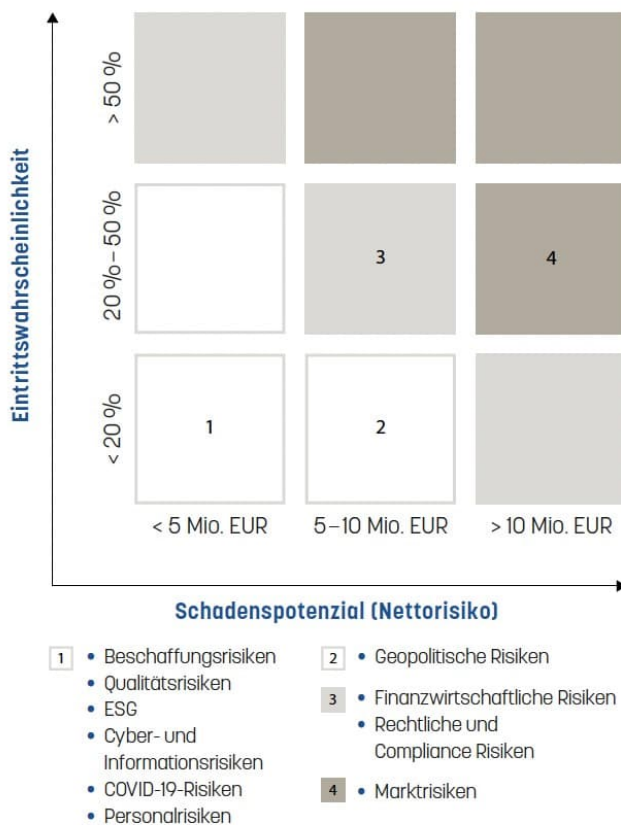 Eintrittswahrscheinlichkeit
> 50 %
20 %–50 %
3
4
< 20 %
1
2
< 5 Mio. EUR
5–10 Mio. EUR
> 10 Mio. EUR
Schadenspotenzial (Nettorisiko)
1
• Beschaffungsrisiken
• Qualitätsrisiken
• ESG
• Cyber- und
Informationsrisiken
• COVID-19-Risiken
• Personalrisiken
2
• Geopolitische Risiken
3
• Finanzwirtschaftliche Risiken
• Rechtliche und
Compliance Risiken
4
• Marktrisiken